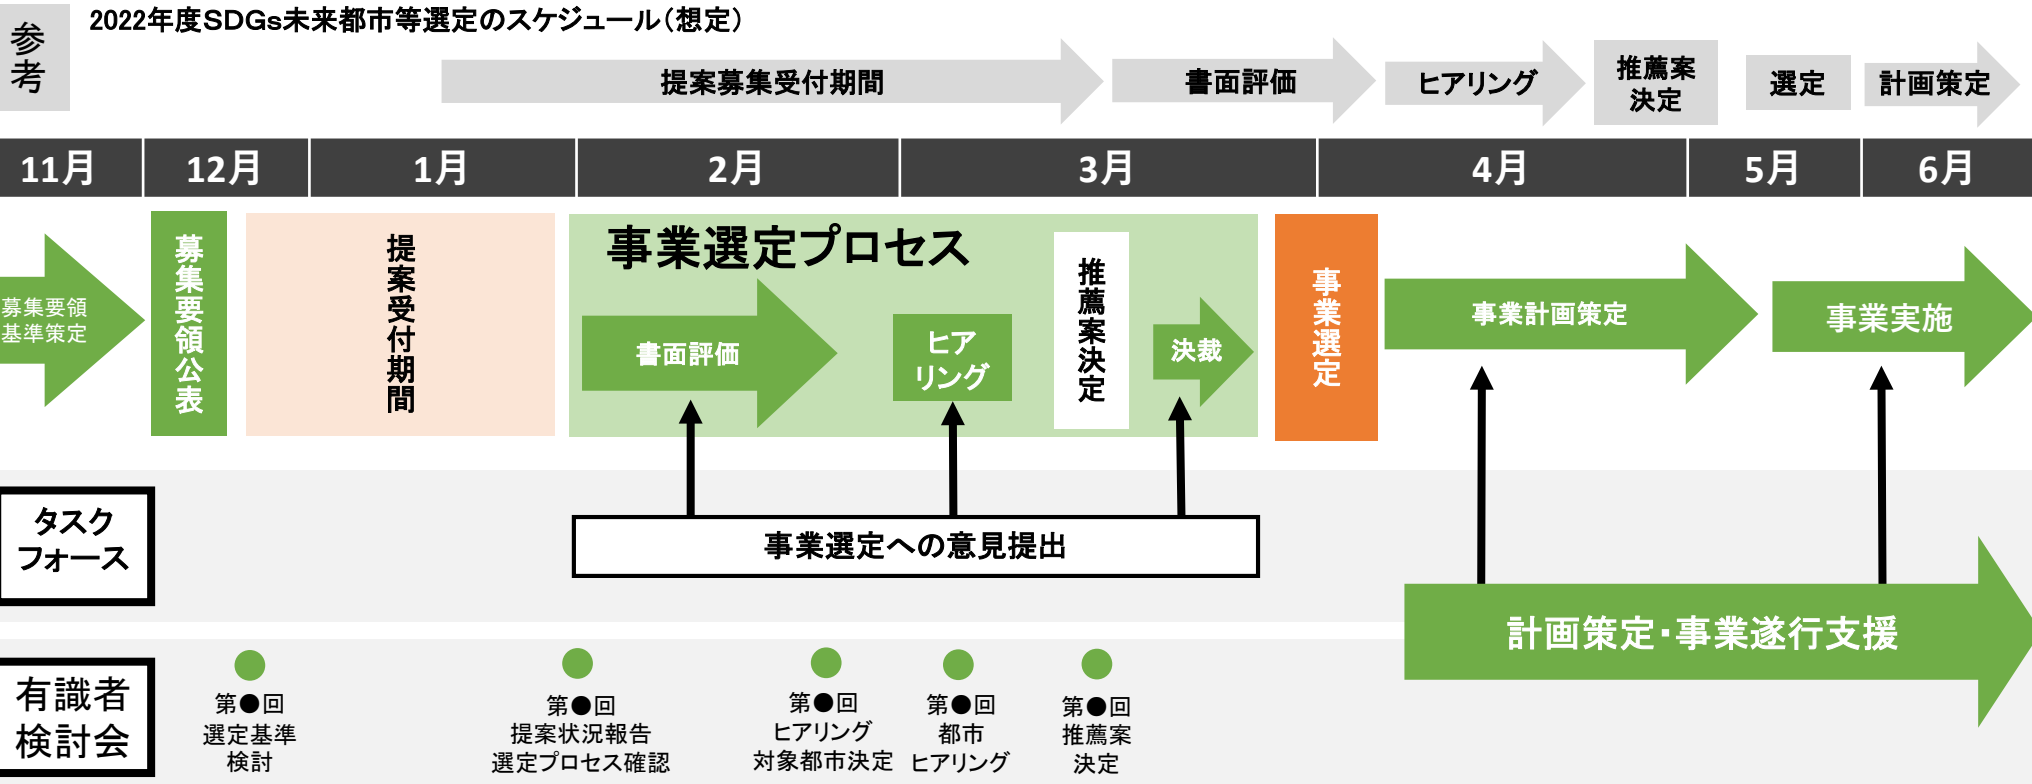 参考
2022年度SDGs未来都市等選定のスケジュール(想定)
提案募集受付期間
書面評価
ヒアリング
推薦案
決定
選定
計画策定
11月
12月
1月
2月
3月
4月
5月
6月
募集要領
基準策定
募集要領公表
提案受付期間
事業選定プロセス
書面評価
ヒア
リング
推薦案決定
決裁
事業選定
事業計画策定
事業実施
タスク
フォース
事業選定への意見提出
計画策定・事業遂行支援
有識者
検討会
第●回
選定基準
検討
第●回
提案状況報告
選定プロセス確認
第●回
ヒアリング
対象都市決定
第●回
都市
ヒアリング
第●回
推薦案
決定